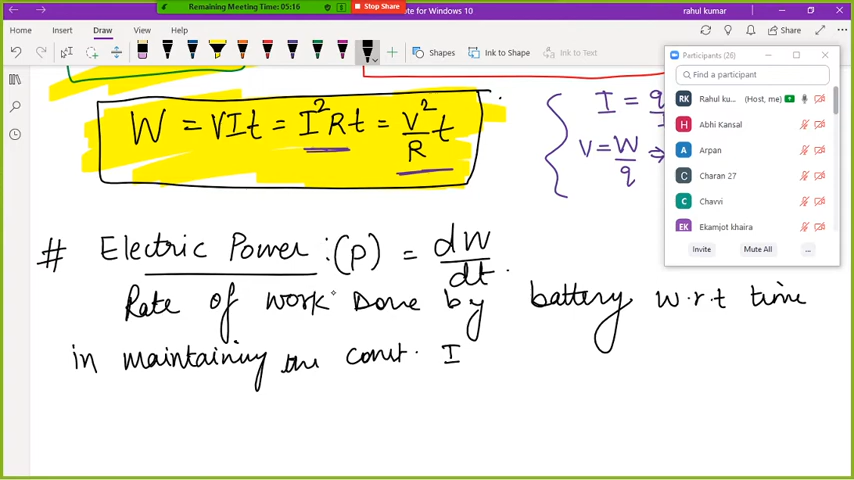 Remaining Meeting Time: 05:16
Stop Share
ote for Windows 10
rahul kumar
Home Insert Draw View Help
Share
Shapes
Ink to Shape
Ink to Text
Participants (26)
Find a participant
RK Rahul ku... (Host, me)
H Abhi Kansal
A Arpan
C Charan 27
C Chavvi
EK Ekamjot khaira
Invite Mute All ...
W = VIt = I²Rt = V²/R t
I = q/
V = W/q ⇒
# Electric Power :(P) = dW/dt .
Rate of work Done by battery w.r.t time
in maintaining the const. I